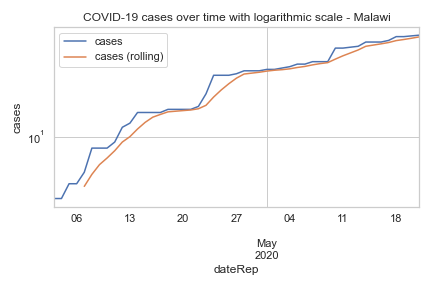 COVID-19 cases over time with logarithmic scale - Malawi
cases
cases (rolling)
cases
10¹
06 13 20 27 04 11 18
May
2020
dateRep